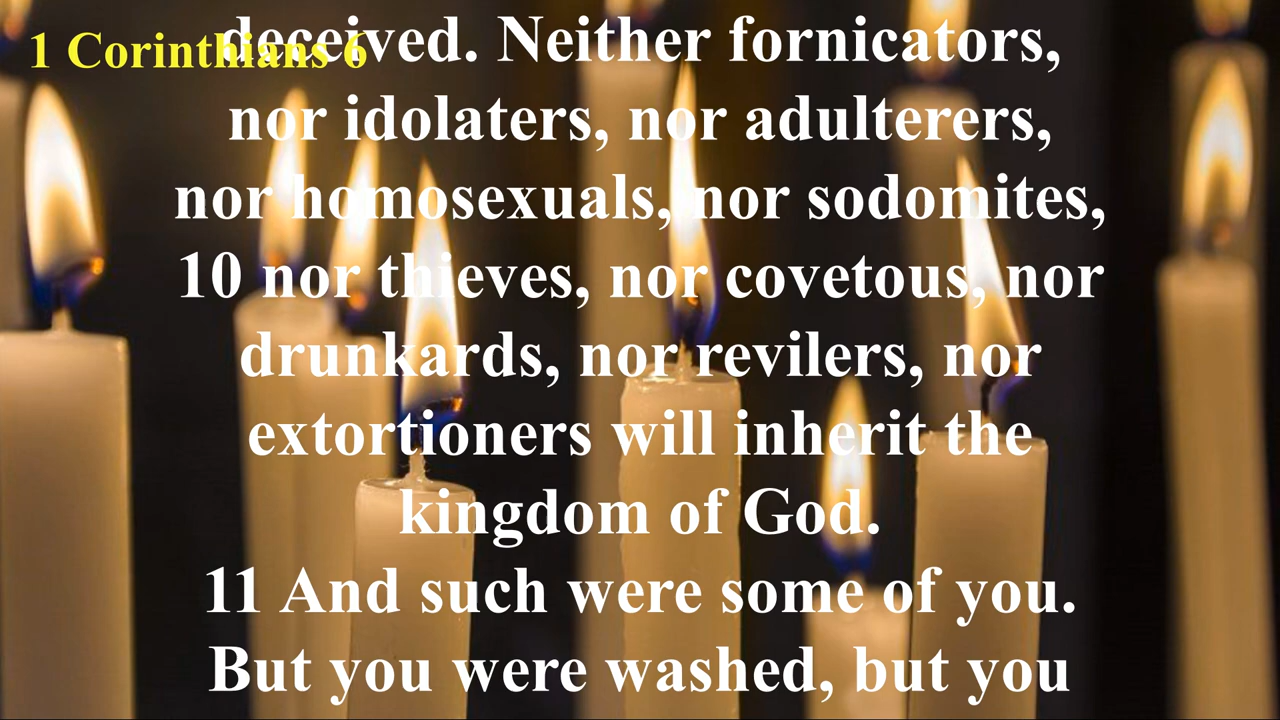 1 Corinthians 6
deceived. Neither fornicators,
nor idolaters, nor adulterers,
nor homosexuals, nor sodomites,
10 nor thieves, nor covetous, nor
drunkards, nor revilers, nor
extortioners will inherit the
kingdom of God.
11 And such were some of you.
But you were washed, but you